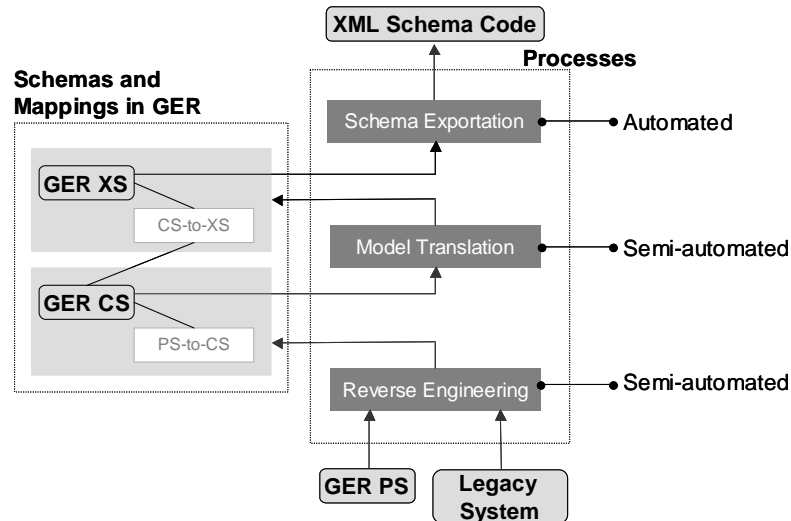 XML Schema Code
Processes
Schemas and
Mappings in GER
Schema Exportation
Automated
GER XS
CS-to-XS
Model Translation
Semi-automated
GER CS
PS-to-CS
Reverse Engineering
Semi-automated
GER PS
Legacy
System